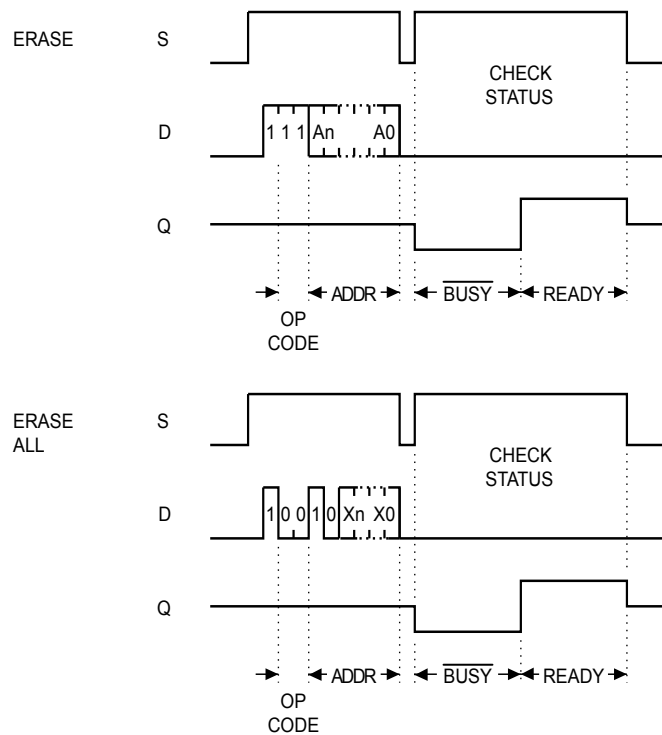 ERASE S
CHECK
STATUS
D 1 1 1 An A0
Q
ADDR BUSY READY
OP
CODE
ERASE S
ALL
CHECK
STATUS
D 1 0 0 1 0 Xn X0
Q
ADDR BUSY READY
OP
CODE